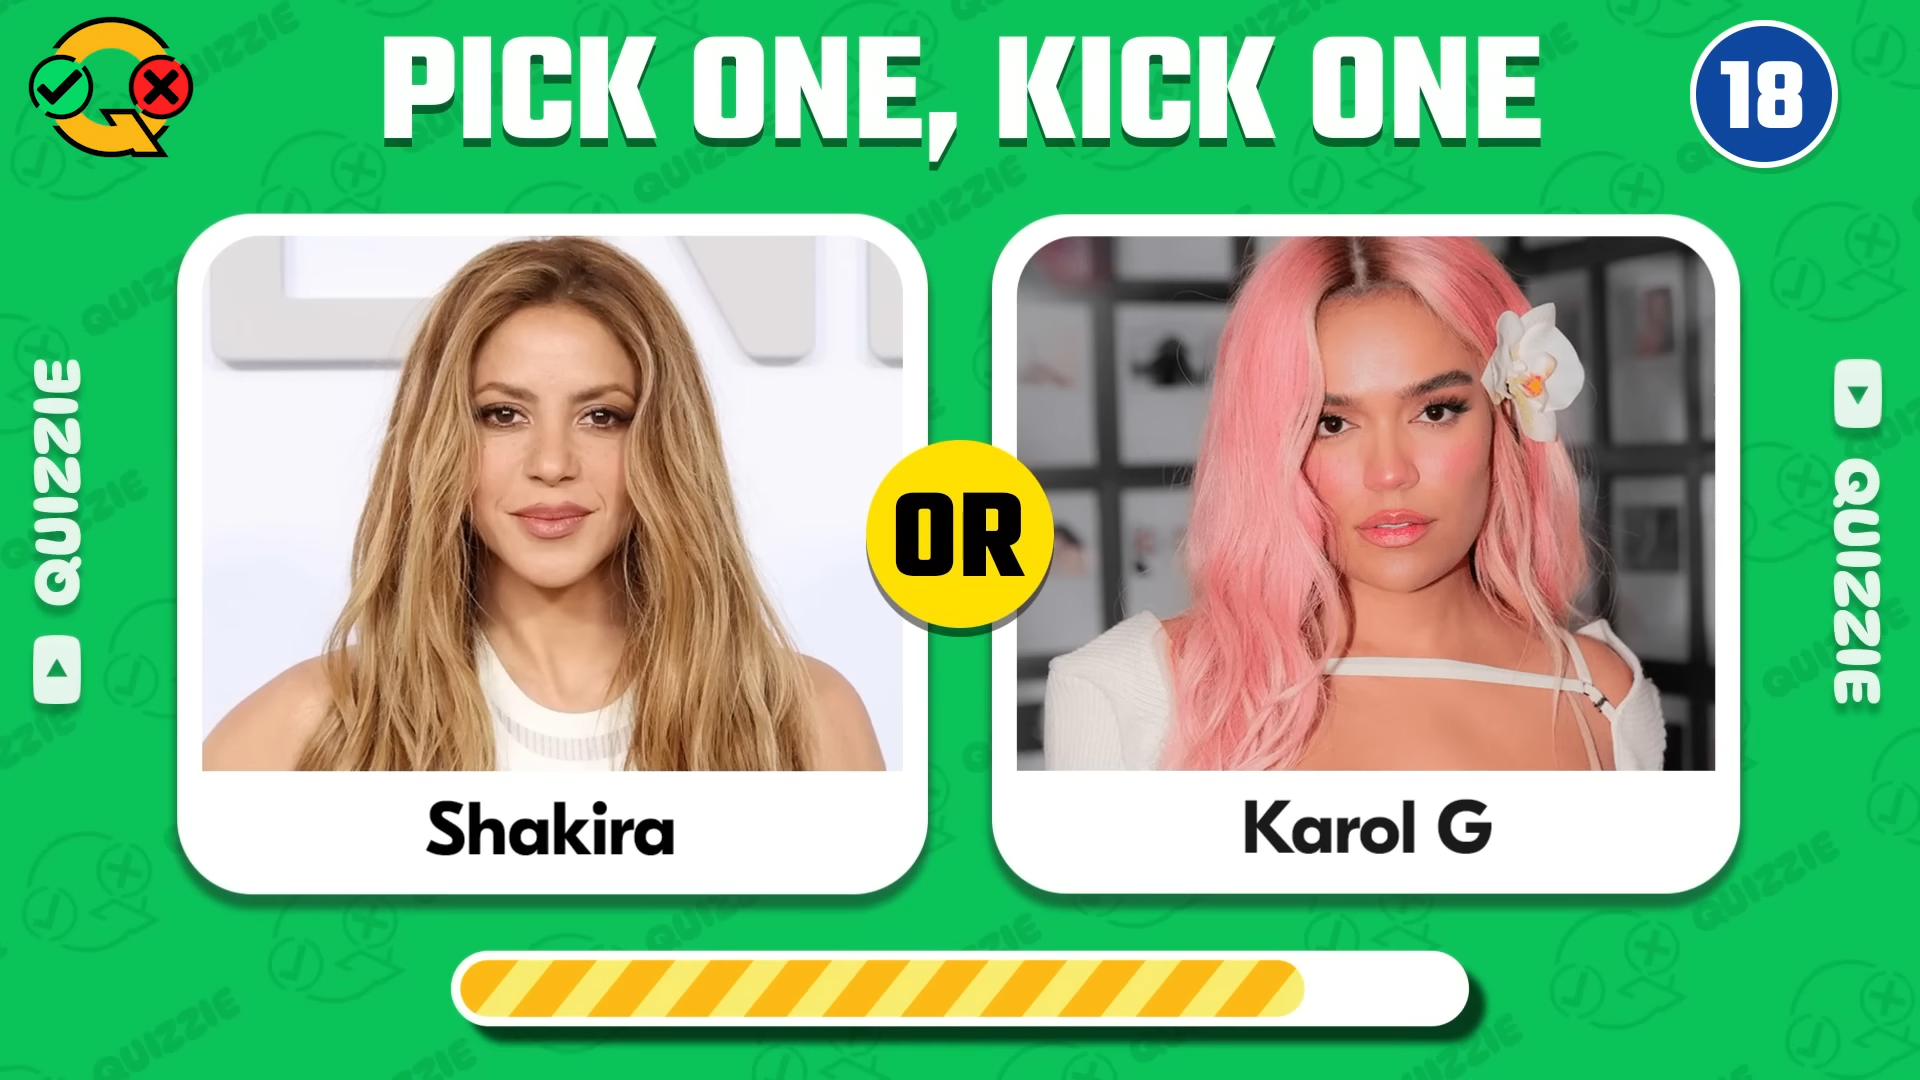 PICK ONE, KICK ONE
18
QUIZZIE
OR
QUIZZIE
Shakira
Karol G